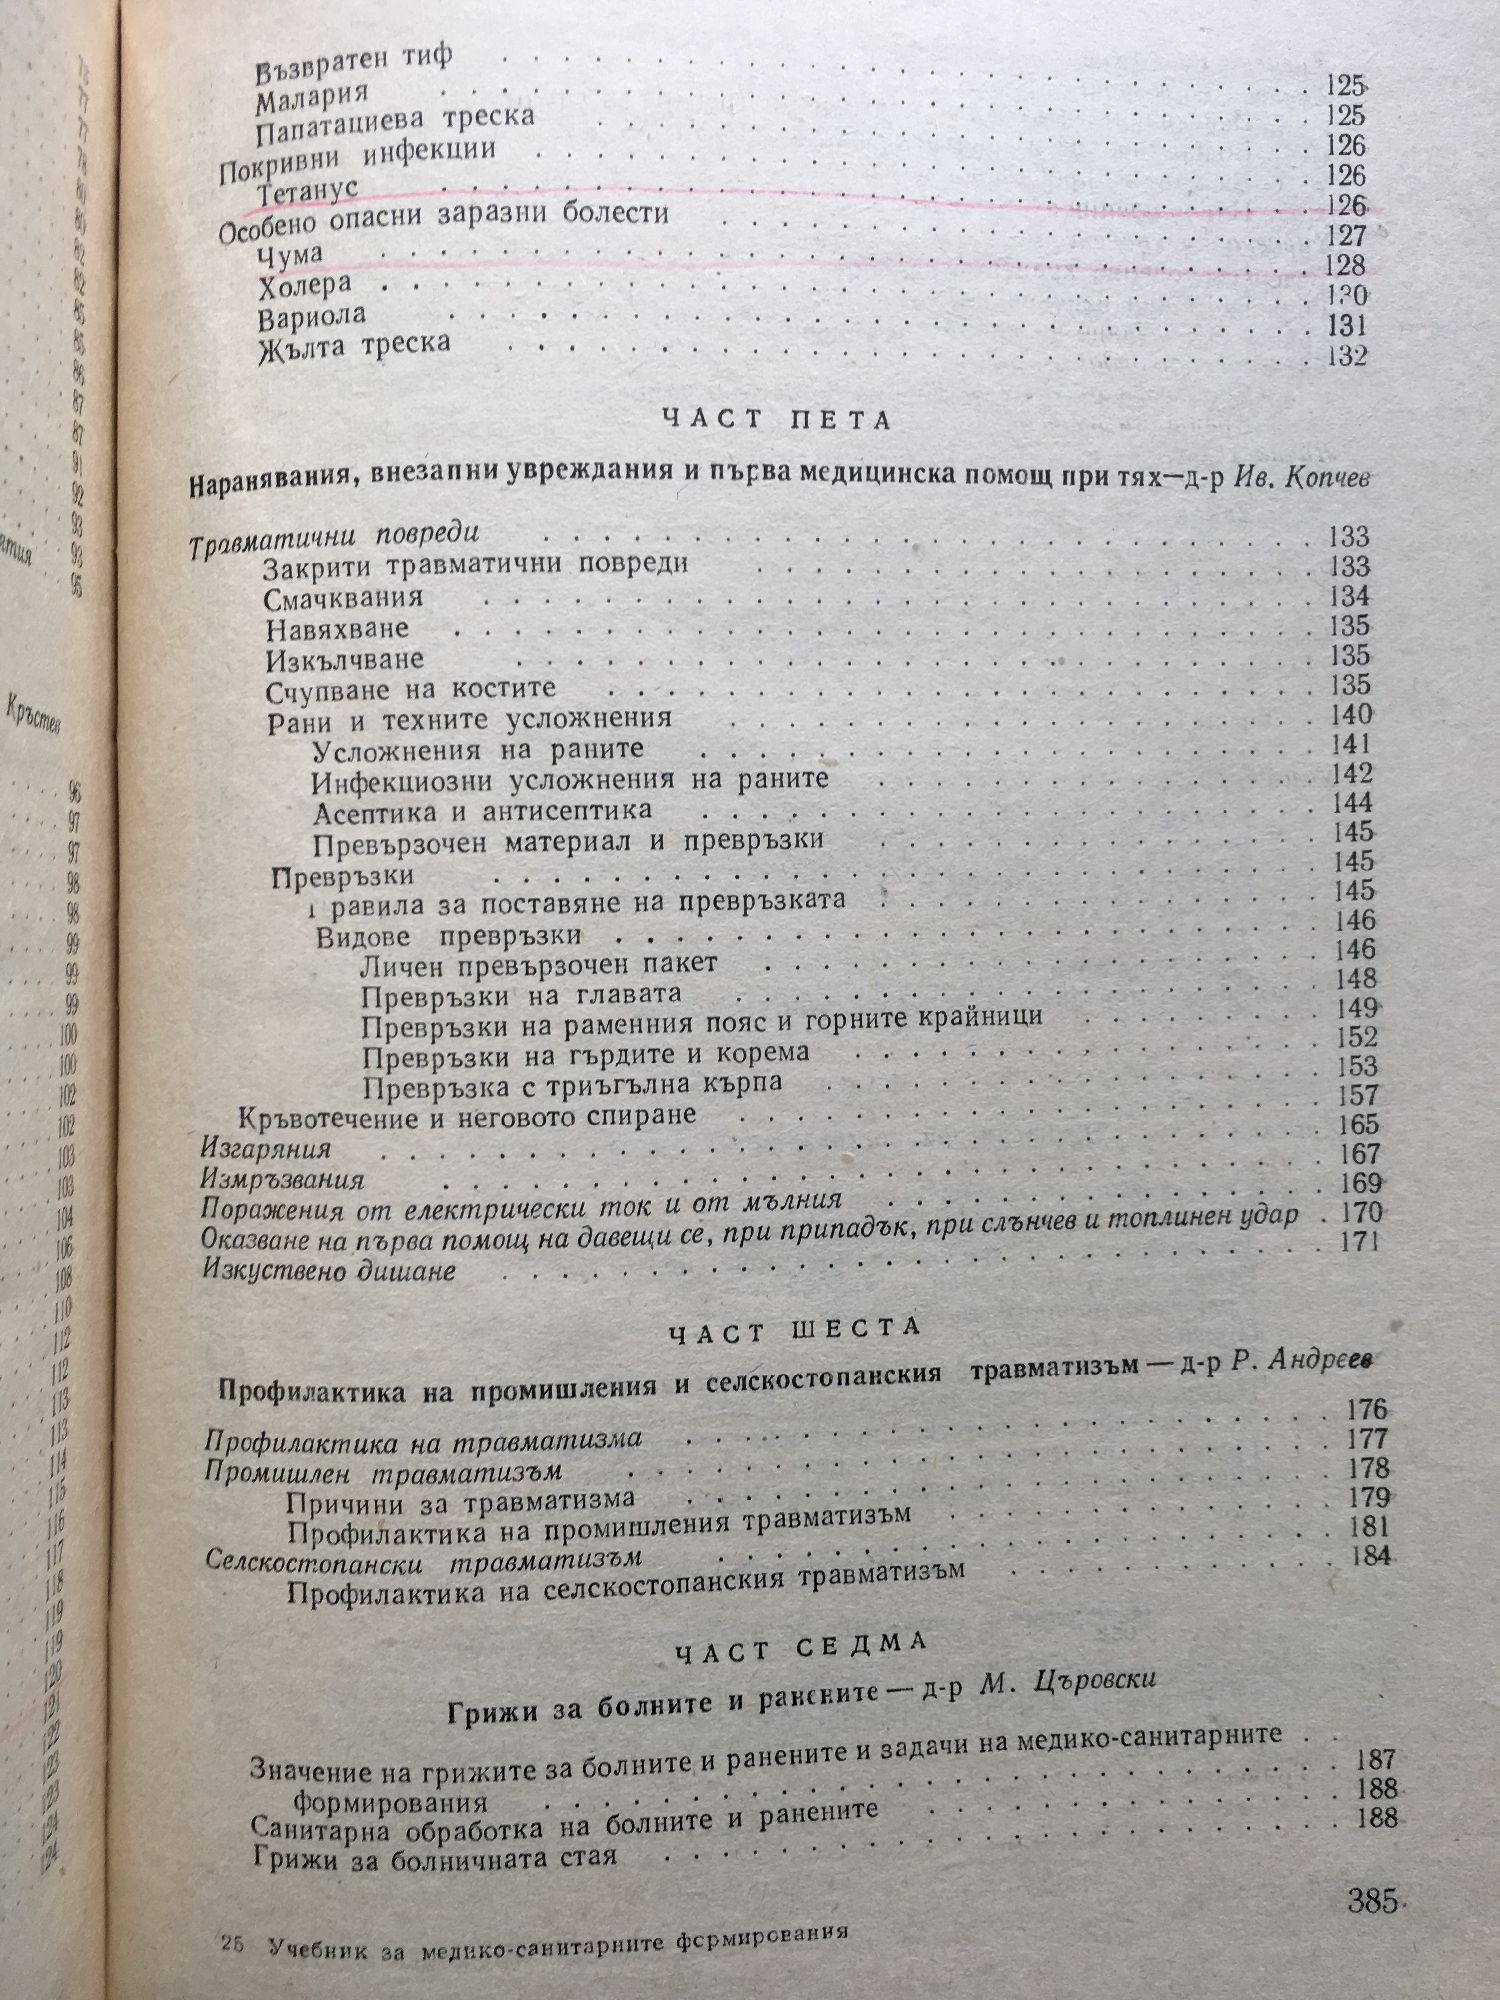 Възвратен тиф . . . 125
Малария . . . 125
Папатациева треска . . . 126
Покривни инфекции . . . 126
Тетанус . . . 126
Особено опасни заразни болести . . . 127
Чума . . . 128
Холера . . . 130
Вариола . . . 131
Жълта треска . . . 132
ЧАСТ ПЕТА
Наранявания, внезапни увреждания и първа медицинска помощ при тях—д-р Ив. Копчев
Травматични повреди . . . 133
Закрити травматични повреди . . . 133
Смачквания . . . 134
Навяхване . . . 135
Изкълчване . . . 135
Счупване на костите . . . 135
Рани и техните усложнения . . . 140
Усложнения на раните . . . 141
Инфекциозни усложнения на раните . . . 142
Асептика и антисептика . . . 144
Превързочен материал и превръзки . . . 145
Превръзки . . . 145
Правила за поставяне на превръзката . . . 145
Видове превръзки . . . 146
Личен превързочен пакет . . . 146
Превръзки на главата . . . 148
Превръзки на раменния пояс и горните крайници . . . 149
Превръзки на гърдите и корема . . . 152
Превръзка с триъгълна кърпа . . . 153
Кръвотечение и неговото спиране . . . 157
Изгаряния . . . 165
Измръзвания . . . 167
Поражения от електрически ток и от мълния . . . 169
Оказване на първа помощ на давещи се, при припадък, при слънчев и топлинен удар . 170
Изкуствено дишане . . . 171
ЧАСТ ШЕСТА
Профилактика на промишления и селскостопанския травматизъм — д-р Р. Андреев
Профилактика на травматизма . . . 176
Промишлен травматизъм . . . 177
Причини за травматизма . . . 178
Профилактика на промишления травматизъм . . . 179
Селскостопански травматизъм . . . 181
Профилактика на селскостопанския травматизъм . . . 184
ЧАСТ СЕДМА
Грижи за болните и ранените — д-р М. Църовски
Значение на грижите за болните и ранените и задачи на медико-санитарните . .
формирования . . . 187
Санитарна обработка на болните и ранените . . . 188
Грижи за болничната стая . . . 188
385
25 Учебник за медико-санитарните формирования